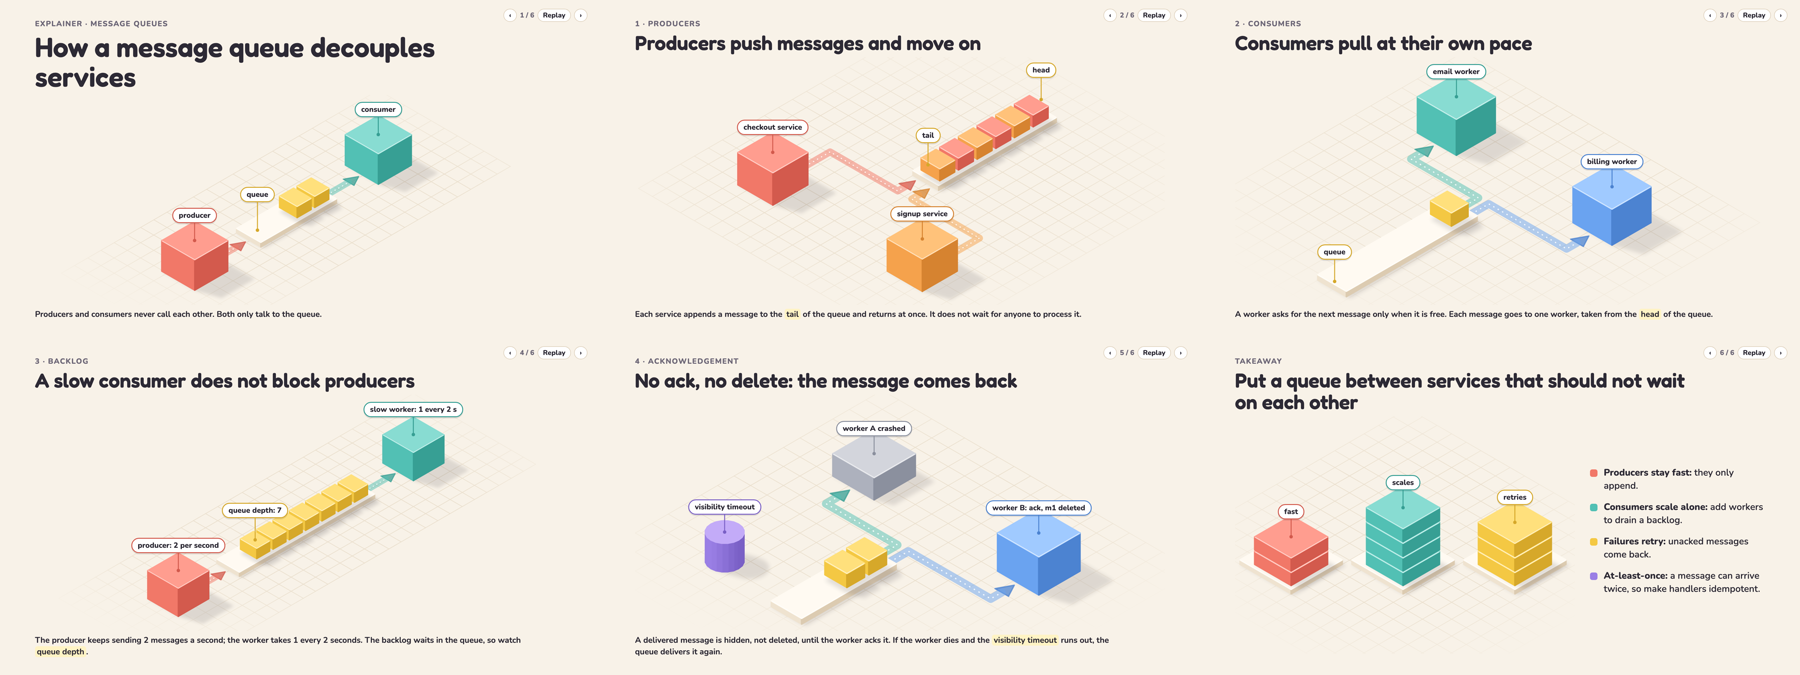 ‹ 1 / 6 Replay ›
EXPLAINER · MESSAGE QUEUES
How a message queue decouples
services
consumer
queue
producer
Producers and consumers never call each other. Both only talk to the queue.
‹ 2 / 6 Replay ›
1 · PRODUCERS
Producers push messages and move on
head
checkout service
tail
signup service
Each service appends a message to the tail of the queue and returns at once. It does not wait for anyone to process it.
‹ 3 / 6 Replay ›
2 · CONSUMERS
Consumers pull at their own pace
email worker
billing worker
queue
A worker asks for the next message only when it is free. Each message goes to one worker, taken from the head of the queue.
‹ 4 / 6 Replay ›
3 · BACKLOG
A slow consumer does not block producers
slow worker: 1 every 2 s
queue depth: 7
producer: 2 per second
The producer keeps sending 2 messages a second; the worker takes 1 every 2 seconds. The backlog waits in the queue, so watch
queue depth .
‹ 5 / 6 Replay ›
4 · ACKNOWLEDGEMENT
No ack, no delete: the message comes back
worker A crashed
visibility timeout
worker B: ack, m1 deleted
A delivered message is hidden, not deleted, until the worker acks it. If the worker dies and the visibility timeout runs out, the
queue delivers it again.
‹ 6 / 6 Replay ›
TAKEAWAY
Put a queue between services that should not wait
on each other
scales
retries
fast
Producers stay fast: they only
append.
Consumers scale alone: add workers
to drain a backlog.
Failures retry: unacked messages
come back.
At-least-once: a message can arrive
twice, so make handlers idempotent.